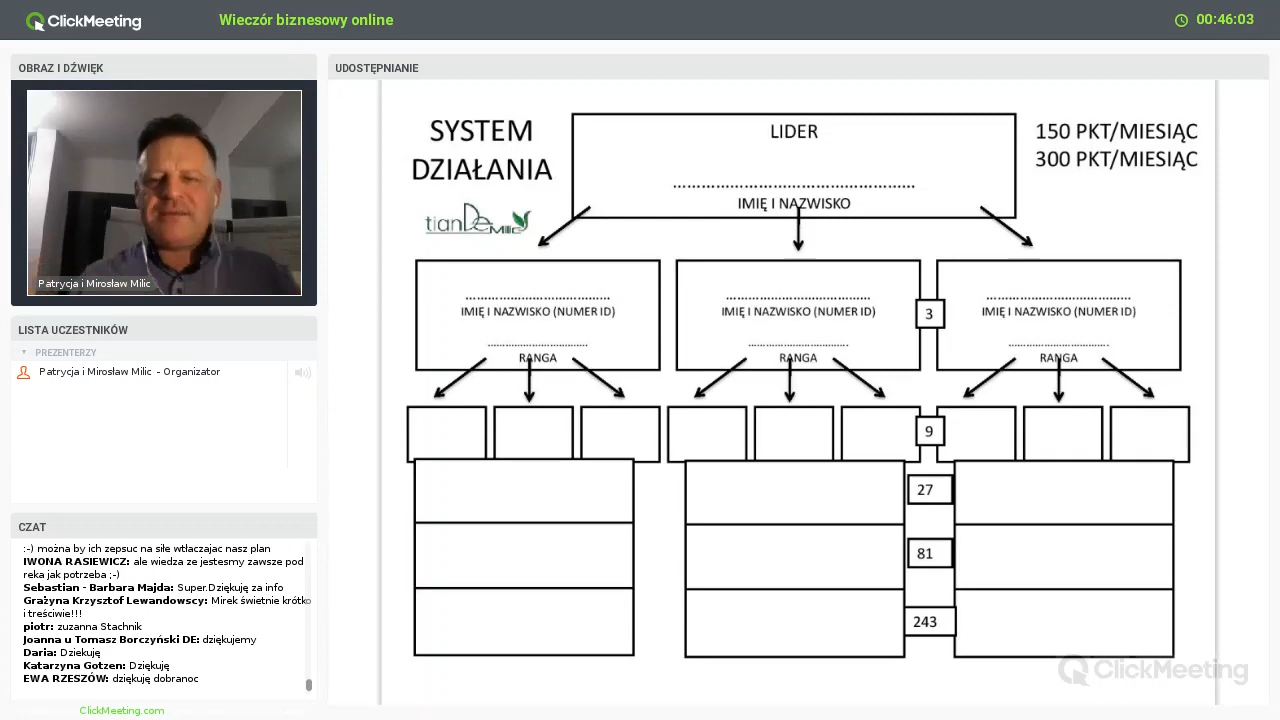 ClickMeeting
Wieczór biznesowy online
00:46:03
OBRAZ I DŹWIĘK
Patrycja i Mirosław Milic
LISTA UCZESTNIKÓW
PREZENTERZY
Patrycja i Mirosław Milic - Organizator
CZAT
:-) można by ich zepsuc na siłe wtłaczajac nasz plan
IWONA RASIEWICZ: ale wiedza ze jestesmy zawsze pod
reka jak potrzeba ;-)
Sebastian - Barbara Majda: Super.Dziękuję za info
Grażyna Krzysztof Lewandowscy: Mirek świetnie krótko
i treściwie!!!
piotr: zuzanna Stachnik
Joanna u Tomasz Borczyński DE: dziękujemy
Daria: Dziekuję
Katarzyna Gotzen: Dziękuję
EWA RZESZÓW: dziękuję dobranoc
ClickMeeting.com
UDOSTĘPNIANIE
SYSTEM
DZIAŁANIA
tianDe Milic
LIDER
................................................
IMIĘ I NAZWISKO
150 PKT/MIESIĄC
300 PKT/MIESIĄC
................................
IMIĘ I NAZWISKO (NUMER ID)
..........................
RANGA
................................
IMIĘ I NAZWISKO (NUMER ID)
..........................
RANGA
3
................................
IMIĘ I NAZWISKO (NUMER ID)
..........................
RANGA
9
27
81
243
ClickMeeting